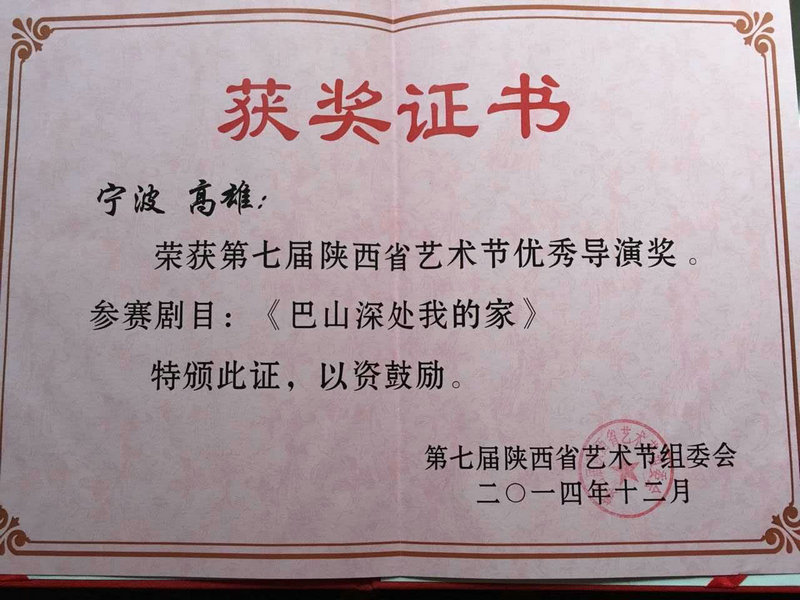 获奖证书
宁波 高雄：
荣获第七届陕西省艺术节优秀导演奖。
参赛剧目：《巴山深处我的家》
特颁此证，以资鼓励。
第七届陕西省艺术节组委会
二〇一四年十二月